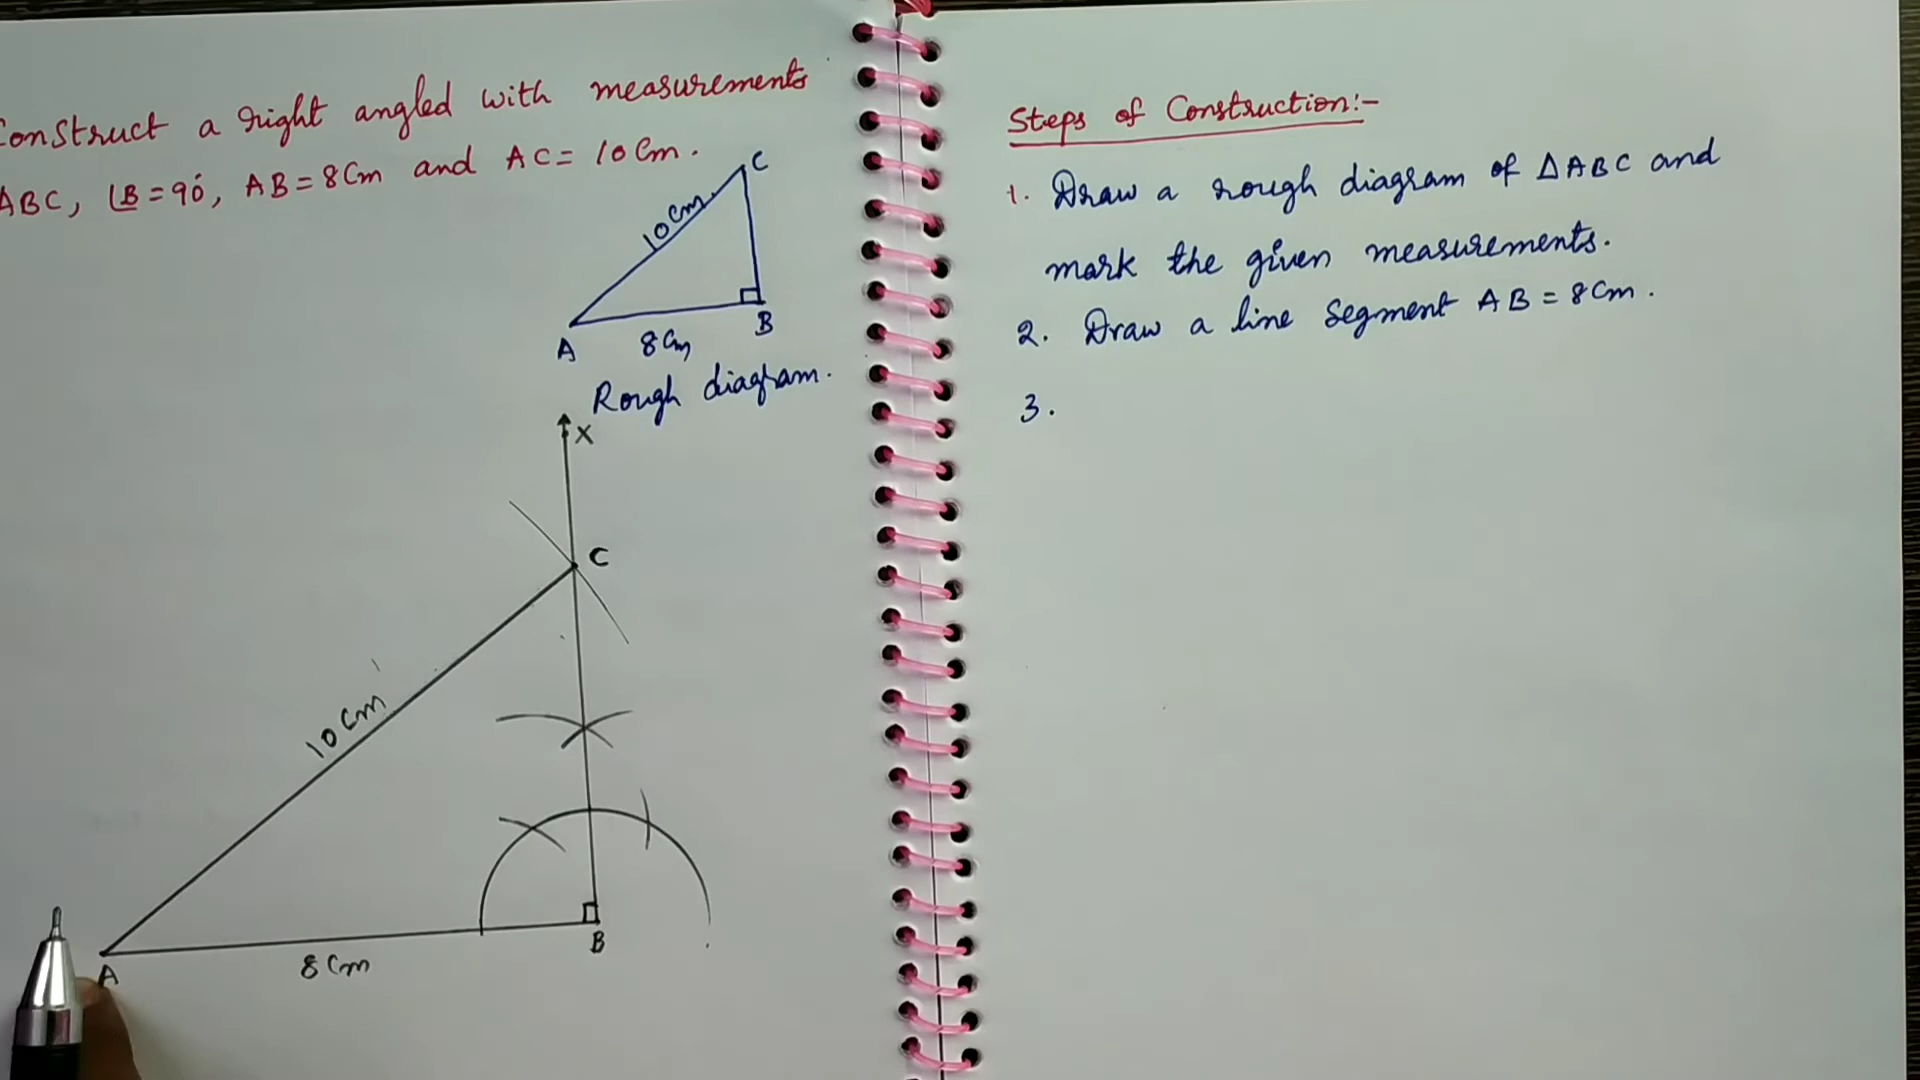 Construct a right angled with measurements
ABC, ∠B = 90°, AB = 8 Cm and AC = 10 Cm.
C
10 Cm
A
8 Cm
B
Rough diagram.
X
C
10 Cm
A
8 Cm
B
Steps of Construction:-
1. Draw a rough diagram of ΔABC and
mark the given measurements.
2. Draw a line Segment AB = 8 Cm.
3.